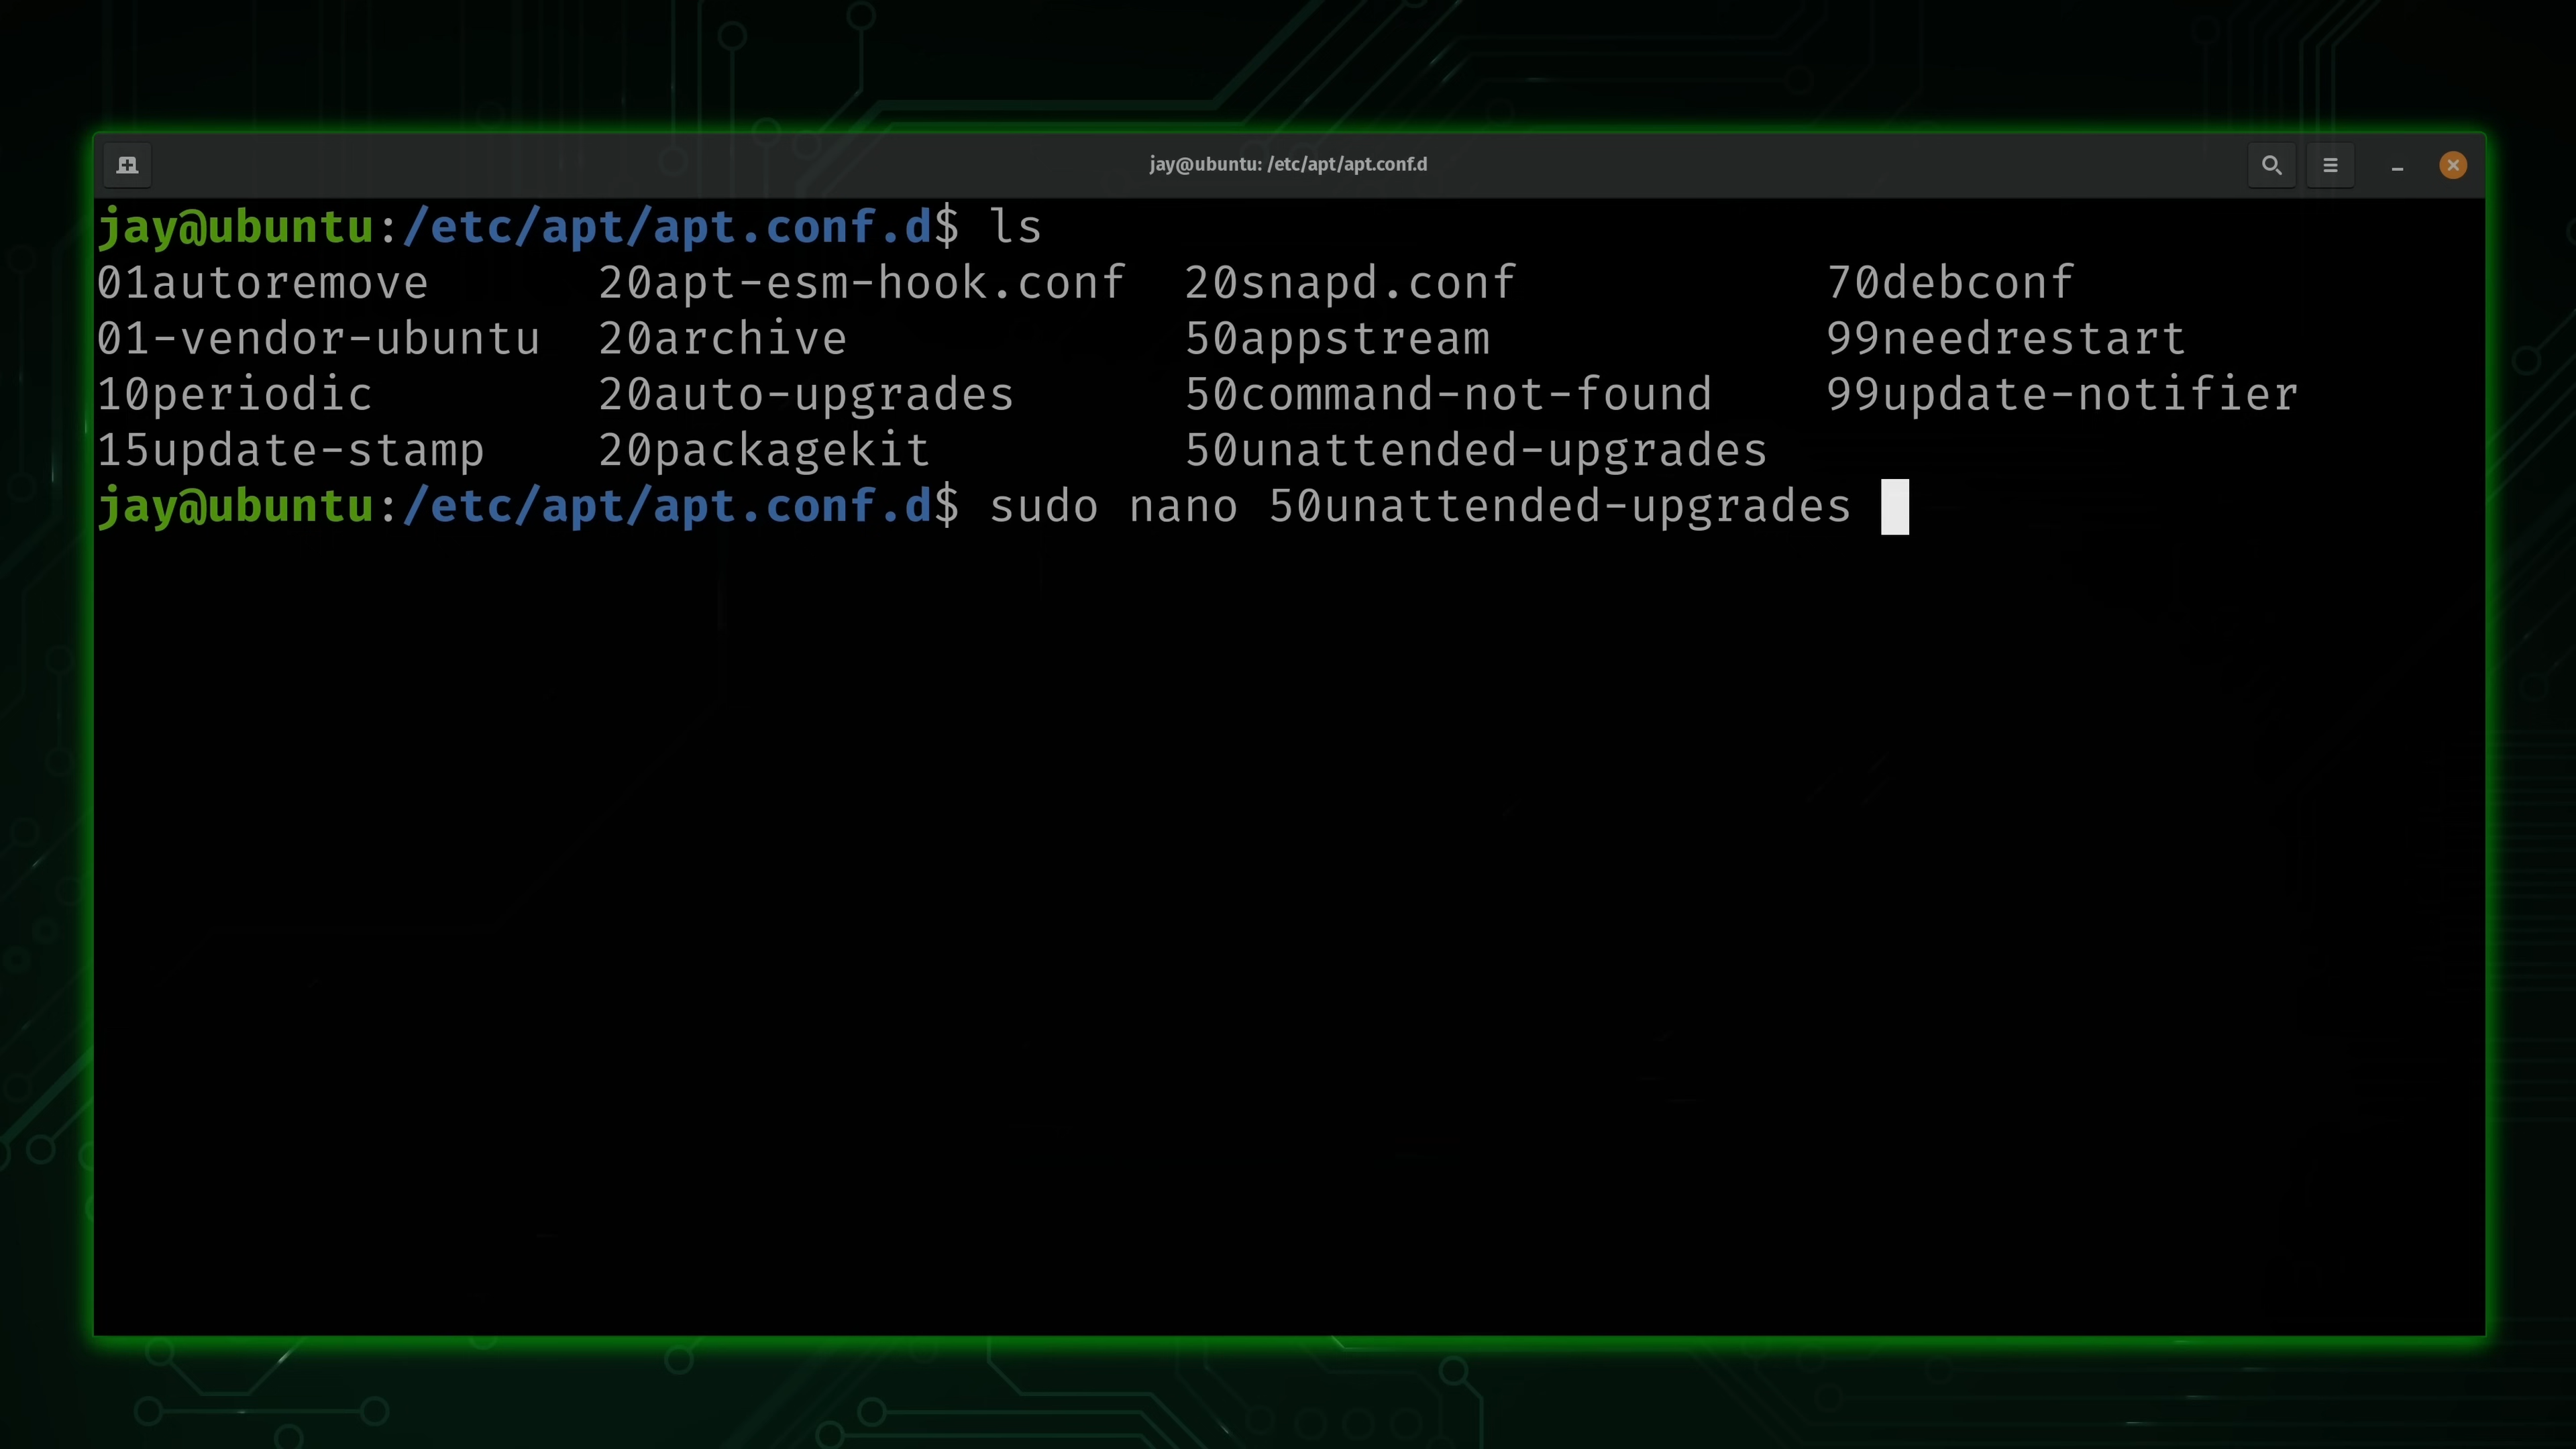 jay@ubuntu: /etc/apt/apt.conf.d
jay@ubuntu:/etc/apt/apt.conf.d$ ls
01autoremove 20apt-esm-hook.conf 20snapd.conf 70debconf
01-vendor-ubuntu 20archive 50appstream 99needrestart
10periodic 20auto-upgrades 50command-not-found 99update-notifier
15update-stamp 20packagekit 50unattended-upgrades
jay@ubuntu:/etc/apt/apt.conf.d$ sudo nano 50unattended-upgrades